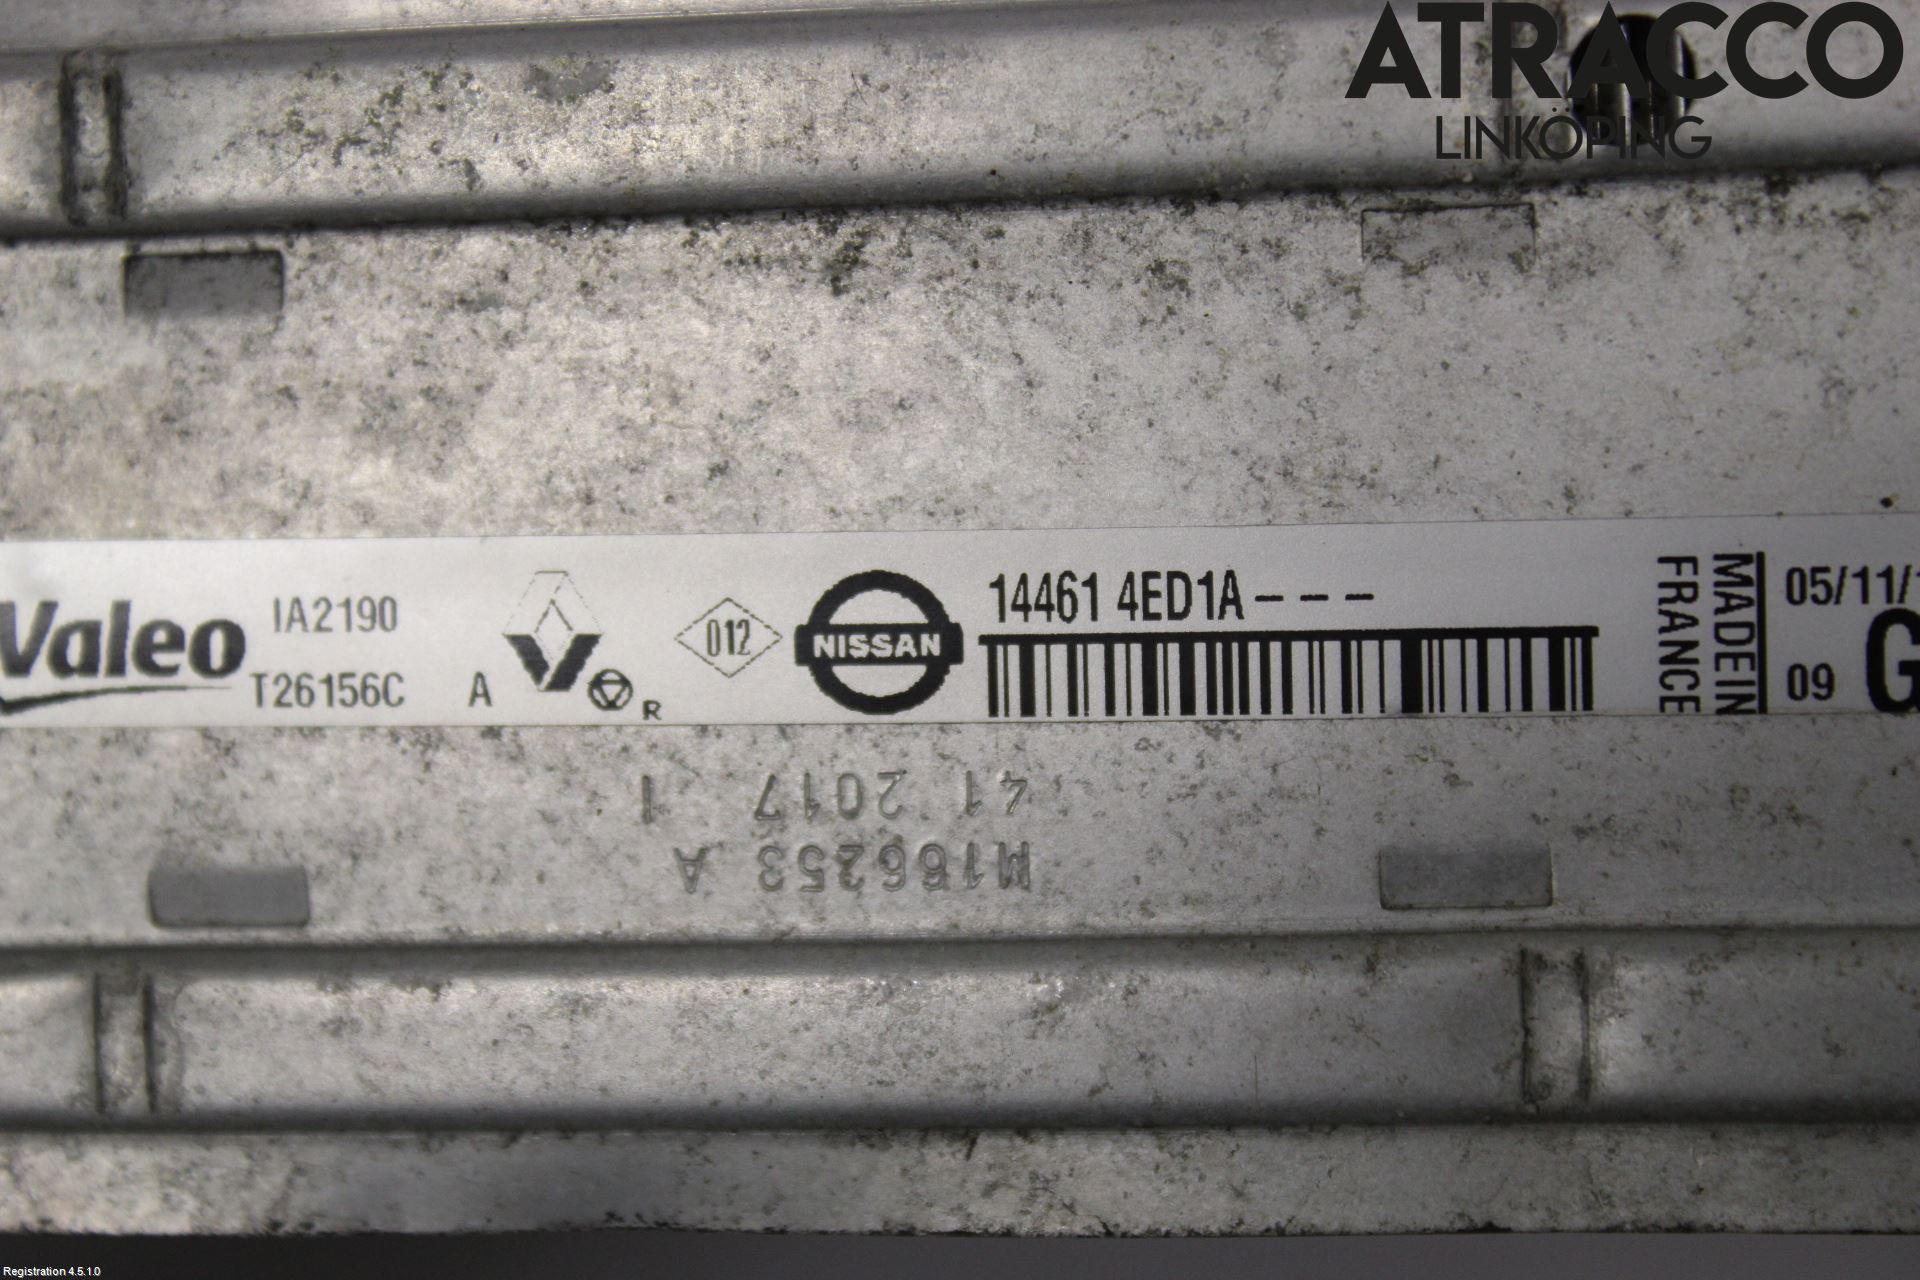 ATRACCO
LINKÖPING
Valeo
IA2190
T26156C A
R
012
NISSAN
14461 4ED1A---
MADE IN
FRANCE
05/11/1
09 G
41 2017 1
M166253 A
Registration 4.5.1.0